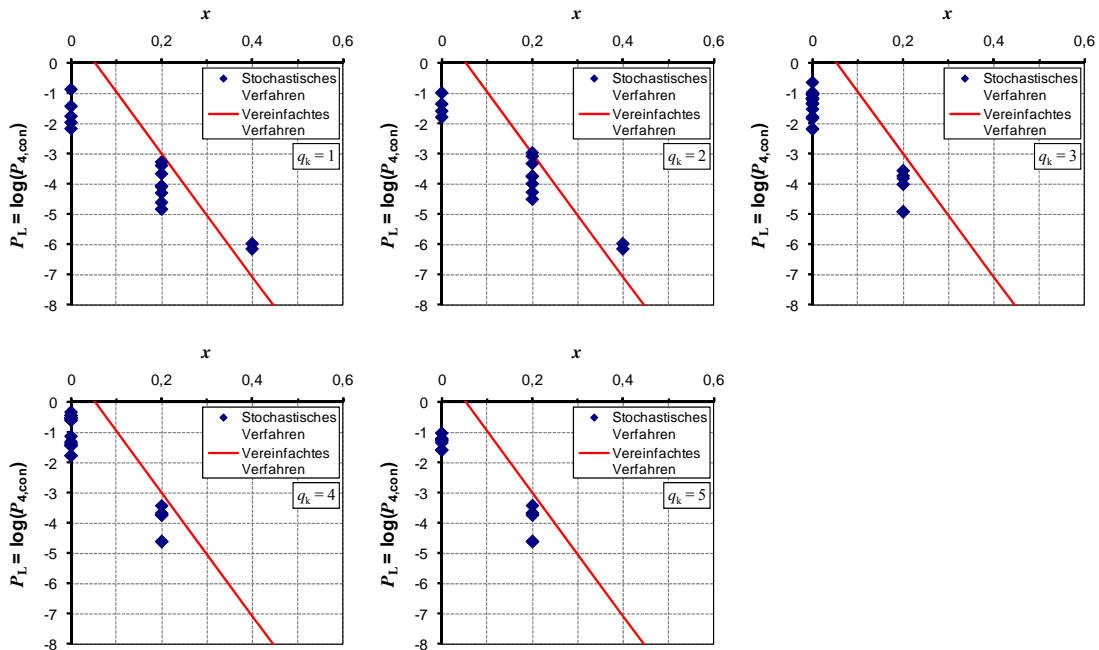 x
0 0,2 0,4 0,6
0
-1
-2
-3
-4
-5
-6
-7
-8
P_L = log(P_4,con)
Stochastisches
Verfahren
Vereinfachtes
Verfahren
q_k = 1
x
0 0,2 0,4 0,6
0
-1
-2
-3
-4
-5
-6
-7
-8
P_L = log(P_4,con)
Stochastisches
Verfahren
Vereinfachtes
Verfahren
q_k = 2
x
0 0,2 0,4 0,6
0
-1
-2
-3
-4
-5
-6
-7
-8
P_L = log(P_4,con)
Stochastisches
Verfahren
Vereinfachtes
Verfahren
q_k = 3
x
0 0,2 0,4 0,6
0
-1
-2
-3
-4
-5
-6
-7
-8
P_L = log(P_4,con)
Stochastisches
Verfahren
Vereinfachtes
Verfahren
q_k = 4
x
0 0,2 0,4 0,6
0
-1
-2
-3
-4
-5
-6
-7
-8
P_L = log(P_4,con)
Stochastisches
Verfahren
Vereinfachtes
Verfahren
q_k = 5